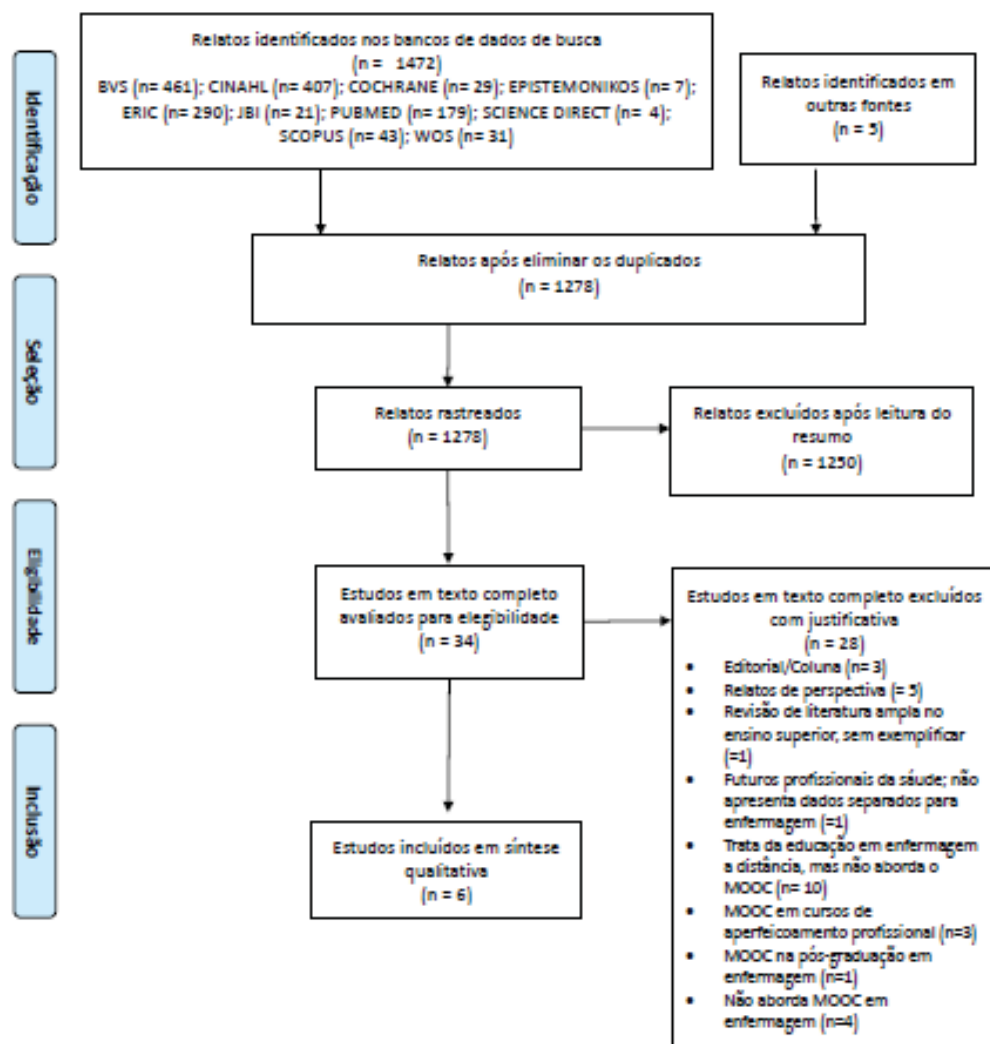 Identificação
Relatos identificados nos bancos de dados de busca
(n = 1472)
BVS (n= 461); CINAHL (n= 407); COCHRANE (n= 29); EPISTEMONIKOS (n= 7);
ERIC (n= 290); JBI (n= 21); PUBMED (n= 179); SCIENCE DIRECT (n= 4);
SCOPUS (n= 43); WOS (n= 31)
Relatos identificados em
outras fontes
(n = 5)
Relatos após eliminar os duplicados
(n = 1278)
Seleção
Relatos rastreados
(n = 1278)
Relatos excluídos após leitura do
resumo
(n = 1250)
Eligibilidade
Estudos em texto completo
avaliados para elegibilidade
(n = 34)
Estudos em texto completo excluídos
com justificativa
(n = 28)
• Editorial/Coluna (n= 3)
• Relatos de perspectiva (= 5)
• Revisão de literatura ampla no
ensino superior, sem exemplificar
(=1)
• Futuros profissionais da saúde; não
apresenta dados separados para
enfermagem (=1)
• Trata da educação em enfermagem
a distância, mas não aborda o
MOOC (n= 10)
• MOOC em cursos de
aperfeicoamento profissional (n=3)
• MOOC na pós-graduação em
enfermagem (n=1)
• Não aborda MOOC em
enfermagem (n=4)
Inclusão
Estudos incluídos em síntese
qualitativa
(n = 6)